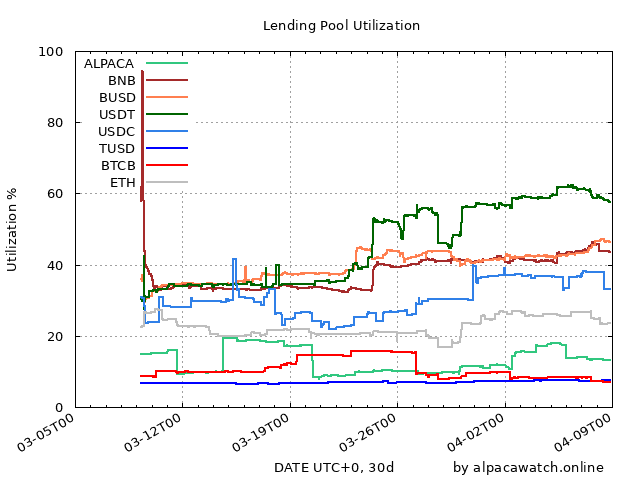 Lending Pool Utilization
100
80
60
40
20
0
Utilization %
ALPACA
BNB
BUSD
USDT
USDC
TUSD
BTCB
ETH
03-05T00
03-12T00
03-19T00
03-26T00
04-02T00
04-09T00
DATE UTC+0, 30d
by alpacawatch.online